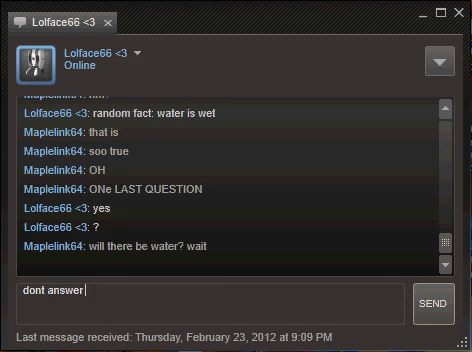 Lolface66 <3
Lolface66 <3
Online
Lolface66 <3: random fact: water is wet
Maplelink64: that is
Maplelink64: soo true
Maplelink64: OH
Maplelink64: ONe LAST QUESTION
Lolface66 <3: yes
Lolface66 <3: ?
Maplelink64: will there be water? wait
dont answer
SEND
Last message received: Thursday, February 23, 2012 at 9:09 PM